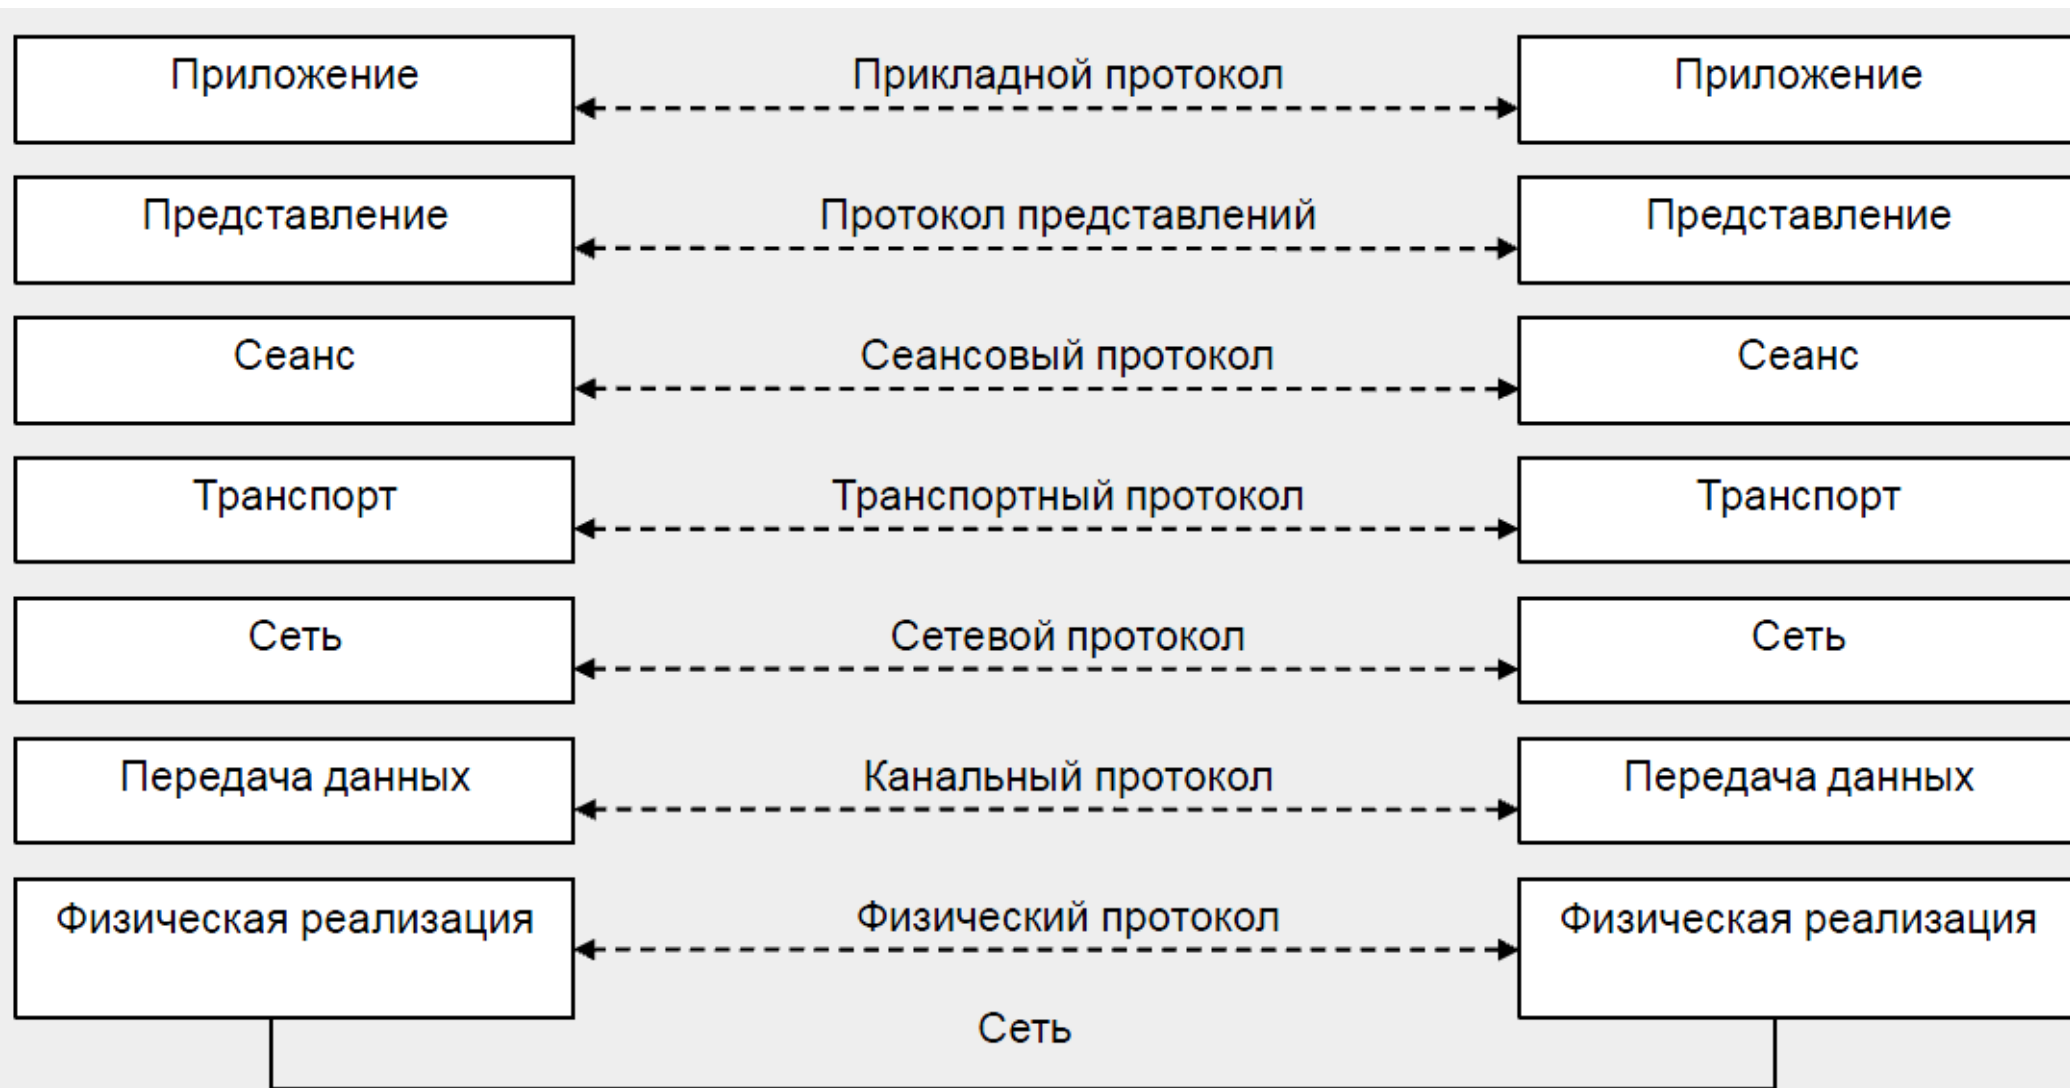 Приложение
Прикладной протокол
Приложение
Представление
Протокол представлений
Представление
Сеанс
Сеансовый протокол
Сеанс
Транспорт
Транспортный протокол
Транспорт
Сеть
Сетевой протокол
Сеть
Передача данных
Канальный протокол
Передача данных
Физическая реализация
Физический протокол
Физическая реализация
Сеть